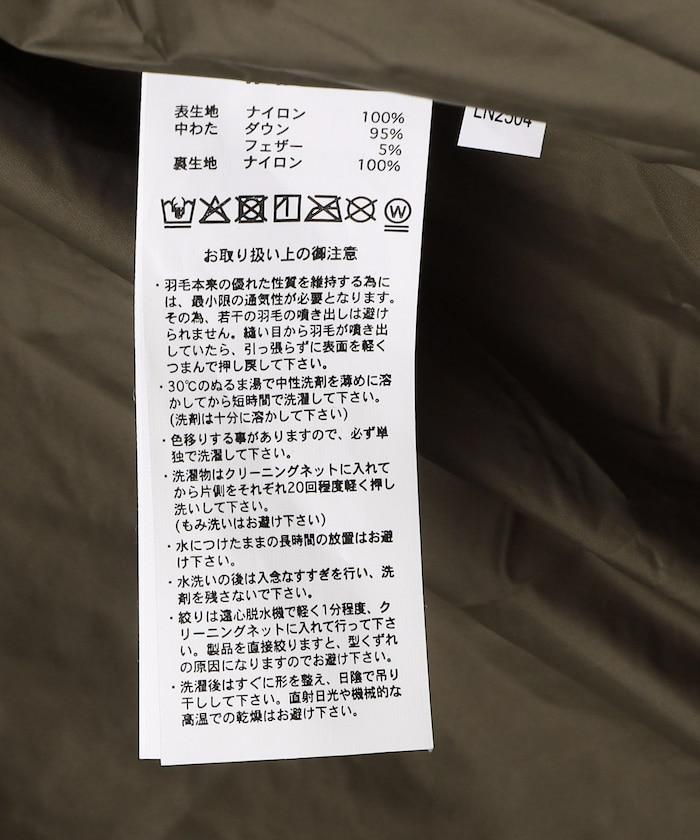 表生地 ナイロン 100%
中わた ダウン 95%
フェザー 5%
裏生地 ナイロン 100%
W
お取り扱い上の御注意
・羽毛本来の優れた性質を維持する為に
は、最小限の通気性が必要となります。
その為、若干の羽毛の噴き出しは避け
られません。縫い目から羽毛が噴き出
していたら、引っ張らずに表面を軽く
つまんで押し戻して下さい。
・30℃のぬるま湯で中性洗剤を薄めに溶
かしてから短時間で洗濯して下さい。
(洗剤は十分に溶かして下さい)
・色移りする事がありますので、必ず単
独で洗濯して下さい。
・洗濯物はクリーニングネットに入れて
から片側をそれぞれ20回程度軽く押し
洗いして下さい。
(もみ洗いはお避け下さい)
・水につけたままの長時間の放置はお避
け下さい。
・水洗いの後は入念なすすぎを行い、洗
剤を残さないで下さい。
・絞りは遠心脱水機で軽く1分程度、ク
リーニングネットに入れて行って下さ
い。製品を直接絞りますと、型くずれ
の原因になりますのでお避け下さい。
・洗濯後はすぐに形を整え、日陰で吊り
干しして下さい。直射日光や機械的な
高温での乾燥はお避け下さい。